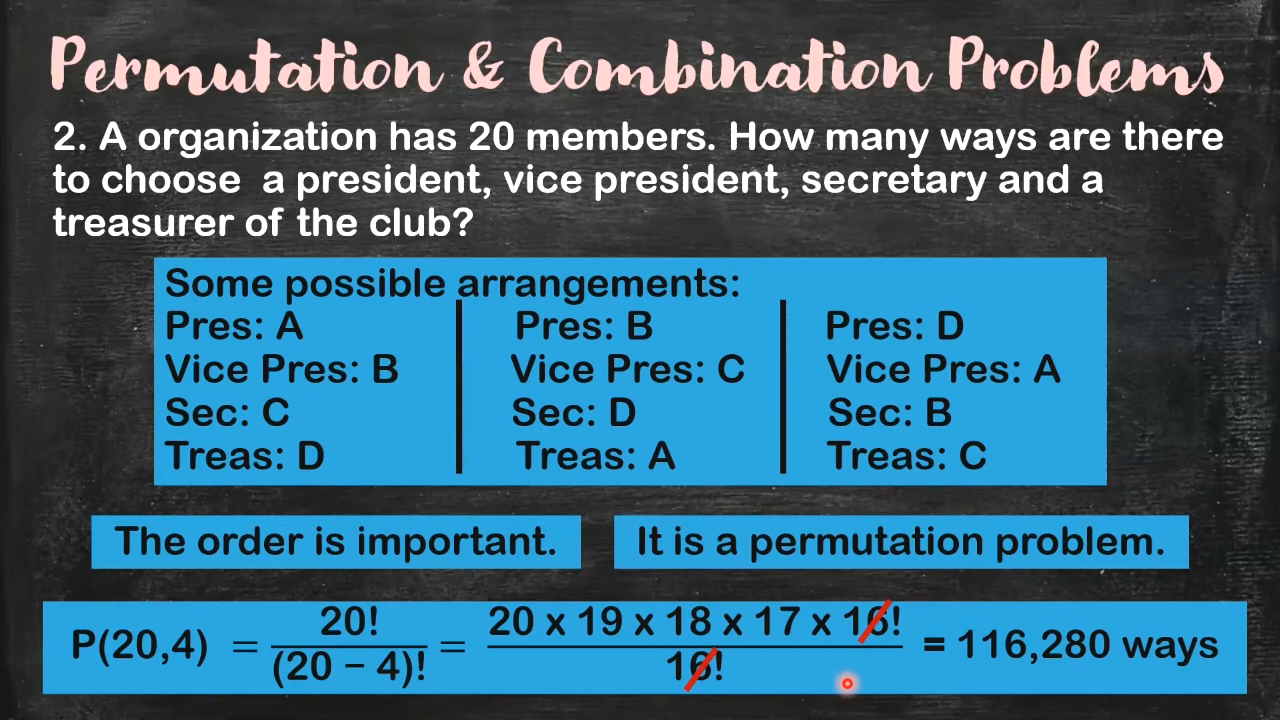 Permutation & Combination Problems
2. A organization has 20 members. How many ways are there
to choose a president, vice president, secretary and a
treasurer of the club?
Some possible arrangements:
Pres: A Pres: B Pres: D
Vice Pres: B Vice Pres: C Vice Pres: A
Sec: C Sec: D Sec: B
Treas: D Treas: A Treas: C
The order is important. It is a permutation problem.
P(20,4) = 20! / (20 − 4)! = 20 x 19 x 18 x 17 x 16! / 16! = 116,280 ways